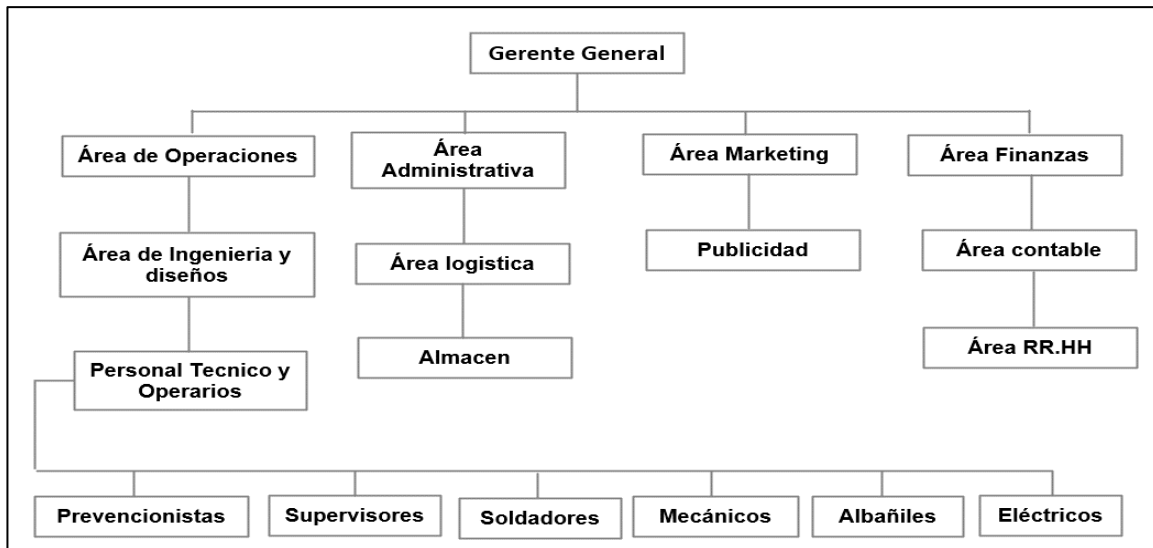 Gerente General
Área de Operaciones
Área
Administrativa
Área Marketing
Área Finanzas
Área de Ingenieria y
diseños
Área logistica
Publicidad
Área contable
Personal Tecnico y
Operarios
Almacen
Área RR.HH
Prevencionistas
Supervisores
Soldadores
Mecánicos
Albañiles
Eléctricos